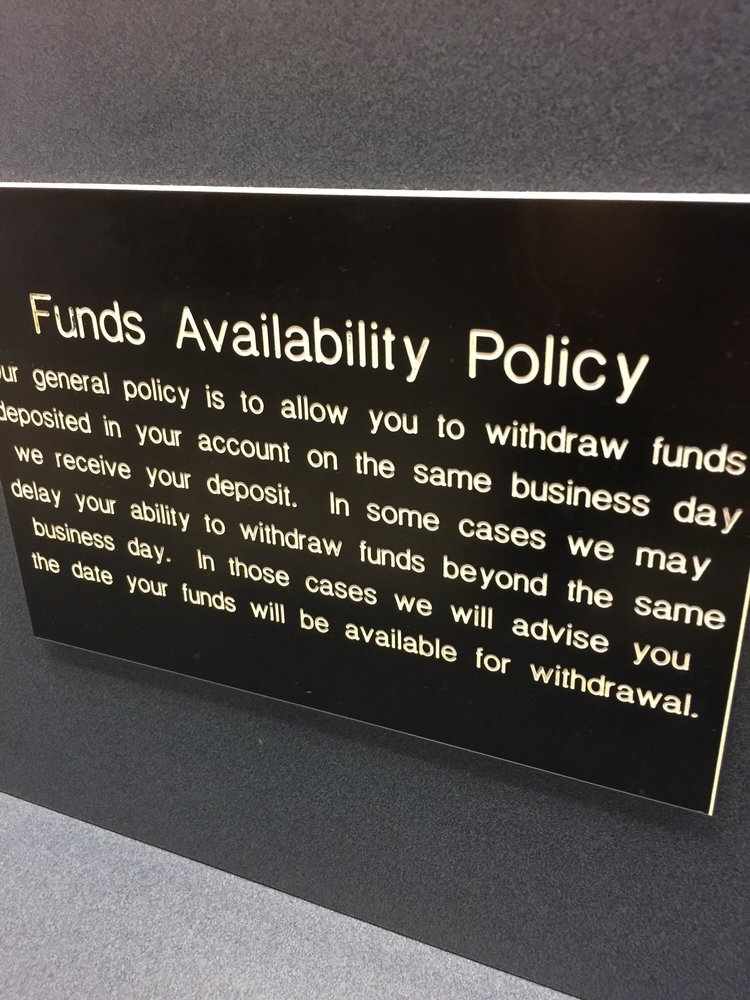 Funds Availability Policy
our general policy is to allow you to withdraw funds
deposited in your account on the same business day
we receive your deposit. In some cases we may
delay your ability to withdraw funds beyond the same
business day. In those cases we will advise you
the date your funds will be available for withdrawal.